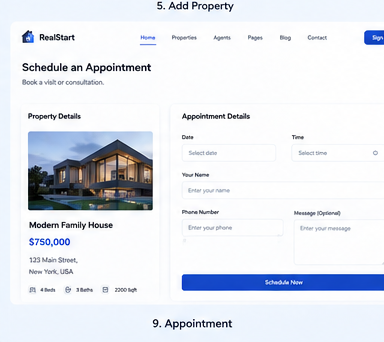 5. Add Property
RealStart
Home Properties Agents Pages Blog Contact
Sign
Schedule an Appointment
Book a visit or consultation.
Property Details
Modern Family House
$750,000
123 Main Street,
New York, USA
4 Beds 3 Baths 2200 Sqft
Appointment Details
Date Time
Select date Select time
Your Name
Enter your name
Phone Number Message (Optional)
Enter your phone Enter your message
Schedule Now
9. Appointment